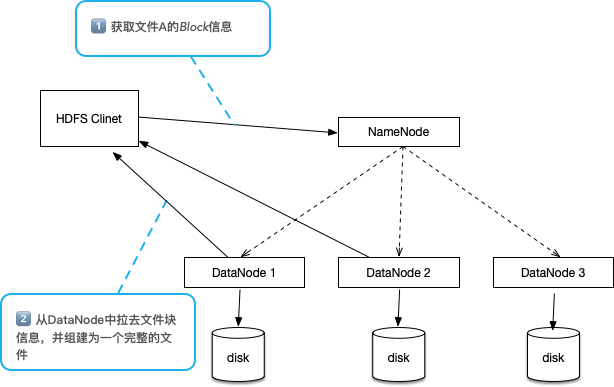 1 获取文件A的Block信息
HDFS Clinet
NameNode
DataNode 1
DataNode 2
DataNode 3
2 从DataNode中拉去文件块
信息，并组建为一个完整的文
件
disk
disk
disk